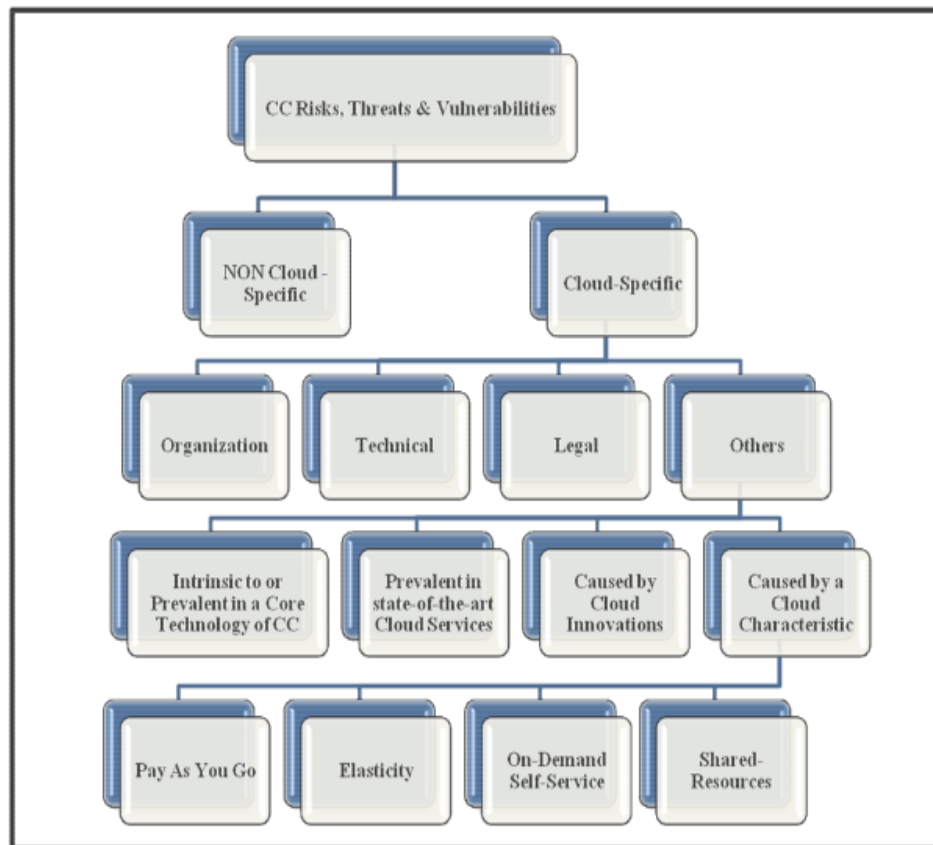 CC Risks, Threats & Vulnerabilities
NON Cloud -
Specific
Cloud-Specific
Organization
Technical
Legal
Others
Intrinsic to or
Prevalent in a Core
Technology of CC
Prevalent in
state-of-the-art
Cloud Services
Caused by
Cloud
Innovations
Caused by a
Cloud
Characteristic
Pay As You Go
Elasticity
On-Demand
Self-Service
Shared-
Resources